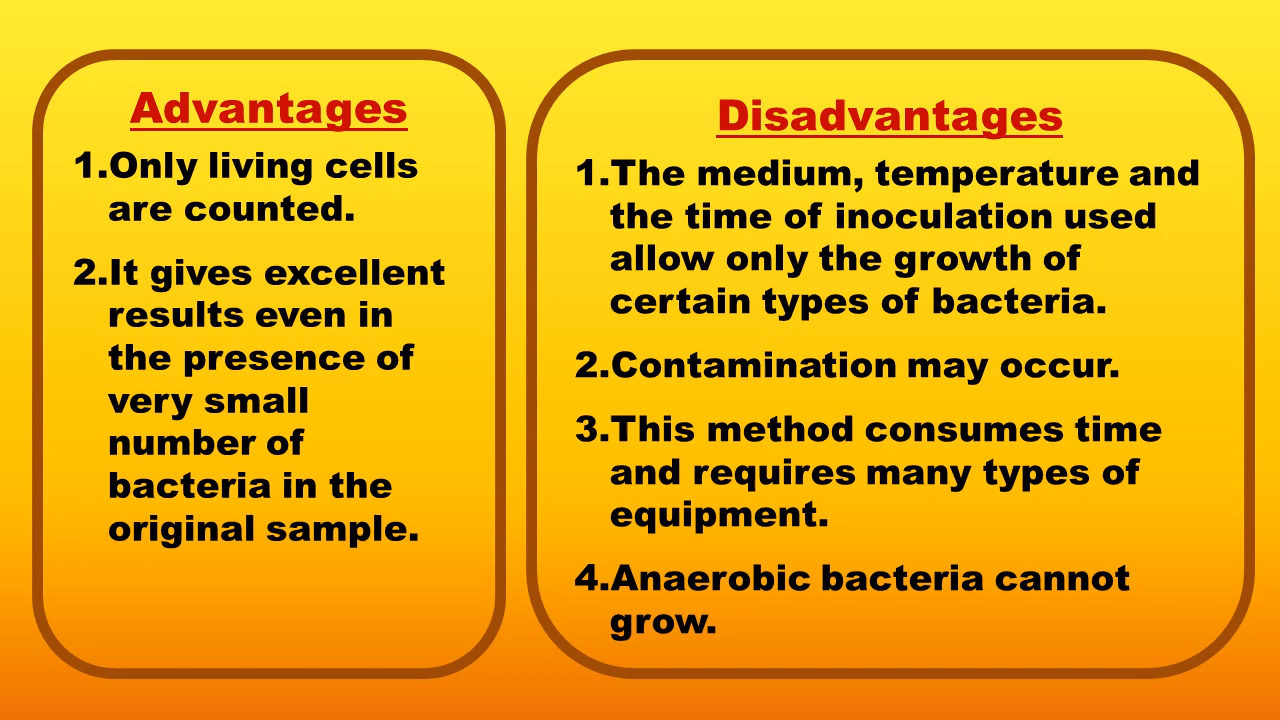 Advantages
1.Only living cells
are counted.
2.It gives excellent
results even in
the presence of
very small
number of
bacteria in the
original sample.
Disadvantages
1.The medium, temperature and
the time of inoculation used
allow only the growth of
certain types of bacteria.
2.Contamination may occur.
3.This method consumes time
and requires many types of
equipment.
4.Anaerobic bacteria cannot
grow.